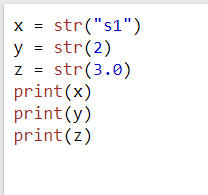 x = str("s1")
y = str(2)
z = str(3.0)
print(x)
print(y)
print(z)